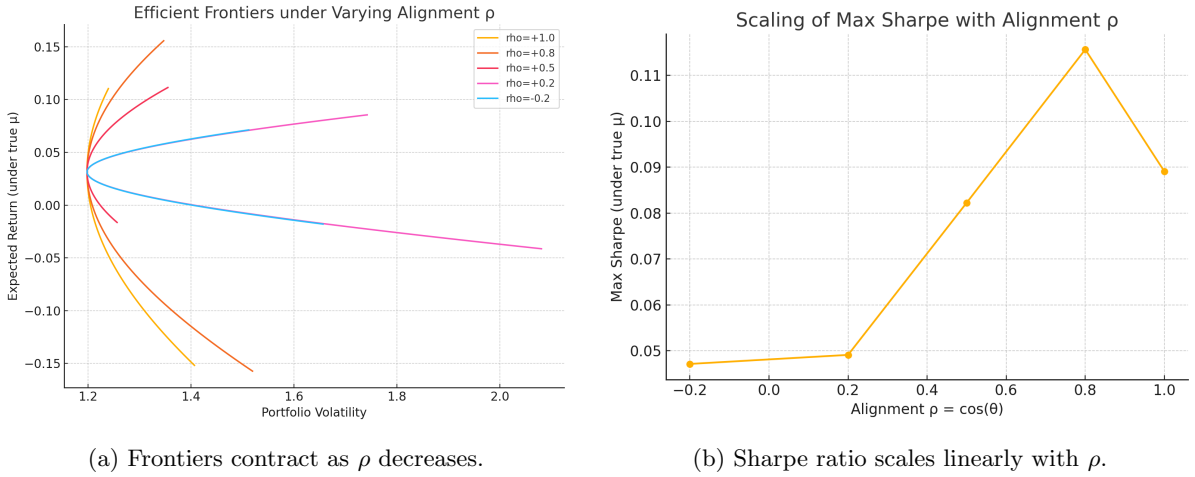 Efficient Frontiers under Varying Alignment ρ
Expected Return (under true μ)
0.15
0.10
0.05
0.00
−0.05
−0.10
−0.15
rho=+1.0
rho=+0.8
rho=+0.5
rho=+0.2
rho=-0.2
1.2 1.4 1.6 1.8 2.0
Portfolio Volatility
(a) Frontiers contract as ρ decreases.
Scaling of Max Sharpe with Alignment ρ
Max Sharpe (under true μ)
0.11
0.10
0.09
0.08
0.07
0.06
0.05
−0.2 0.0 0.2 0.4 0.6 0.8 1.0
Alignment ρ = cos(θ)
(b) Sharpe ratio scales linearly with ρ.